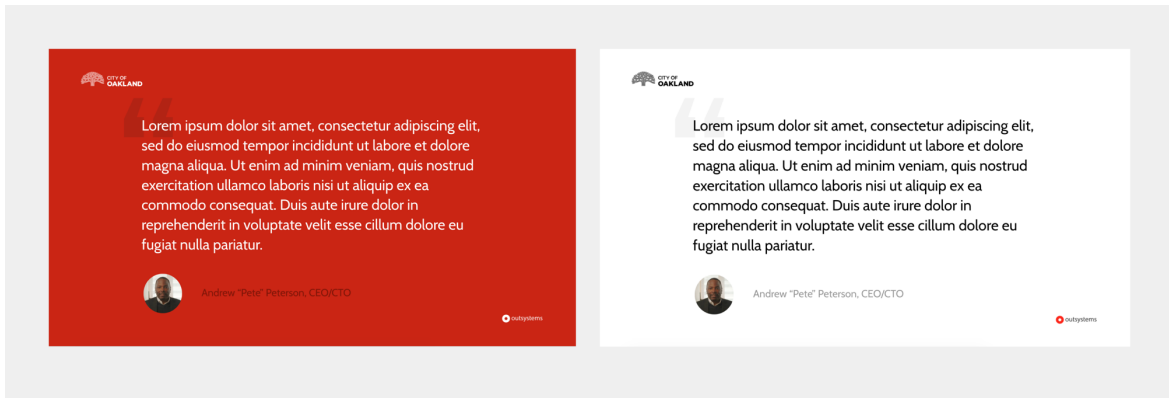 CITY OF
OAKLAND
“
Lorem ipsum dolor sit amet, consectetur adipiscing elit,
sed do eiusmod tempor incididunt ut labore et dolore
magna aliqua. Ut enim ad minim veniam, quis nostrud
exercitation ullamco laboris nisi ut aliquip ex ea
commodo consequat. Duis aute irure dolor in
reprehenderit in voluptate velit esse cillum dolore eu
fugiat nulla pariatur.
Andrew “Pete” Peterson, CEO/CTO
outsystems
CITY OF
OAKLAND
“
Lorem ipsum dolor sit amet, consectetur adipiscing elit,
sed do eiusmod tempor incididunt ut labore et dolore
magna aliqua. Ut enim ad minim veniam, quis nostrud
exercitation ullamco laboris nisi ut aliquip ex ea
commodo consequat. Duis aute irure dolor in
reprehenderit in voluptate velit esse cillum dolore eu
fugiat nulla pariatur.
Andrew “Pete” Peterson, CEO/CTO
outsystems